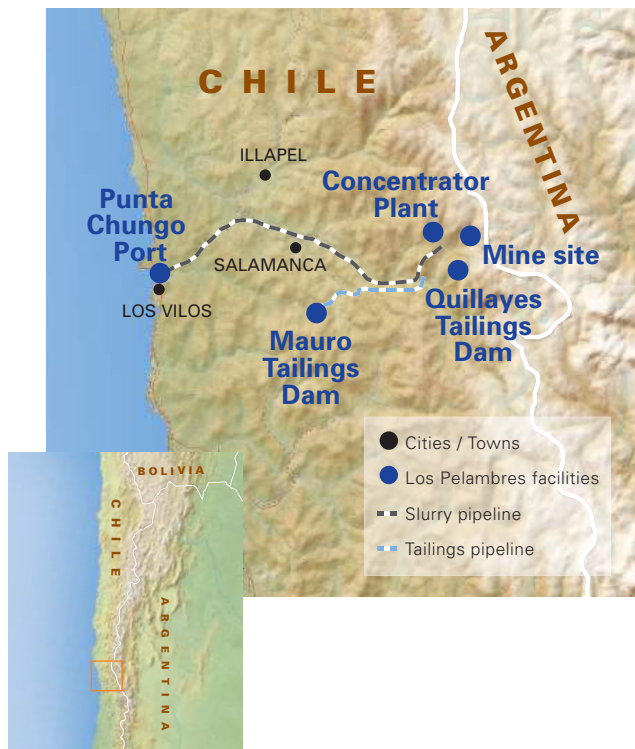 CHILE
ARGENTINA
ILLAPEL
Concentrator
Plant
Punta
Chungo
Port
Mine site
SALAMANCA
Quillayes
Tailings
Dam
LOS VILOS
Mauro
Tailings
Dam
Cities / Towns
Los Pelambres facilities
Slurry pipeline
Tailings pipeline
BOLIVIA
CHILE
ARGENTINA